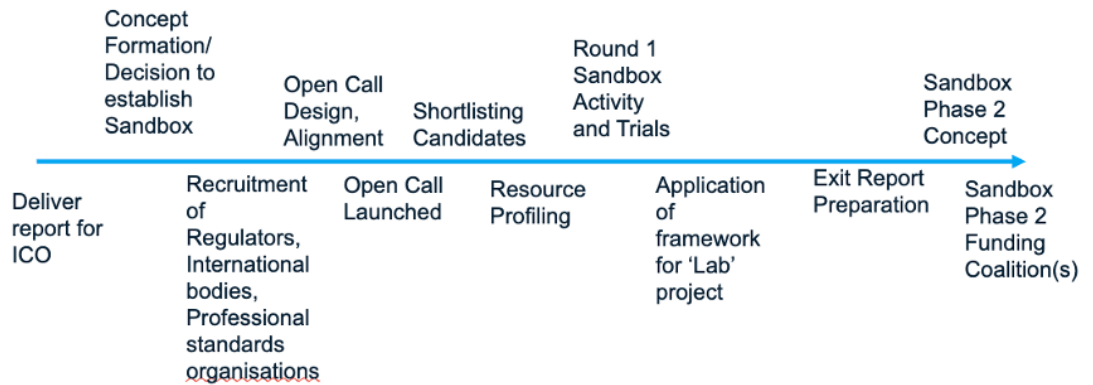 Concept
Formation/
Decision to
establish
Sandbox
Open Call
Design,
Alignment
Shortlisting
Candidates
Round 1
Sandbox
Activity
and Trials
Sandbox
Phase 2
Concept
Deliver
report for
ICO
Recruitment
of
Regulators,
International
bodies,
Professional
standards
organisations
Open Call
Launched
Resource
Profiling
Application
of
framework
for ‘Lab’
project
Exit Report
Preparation
Sandbox
Phase 2
Funding
Coalition(s)